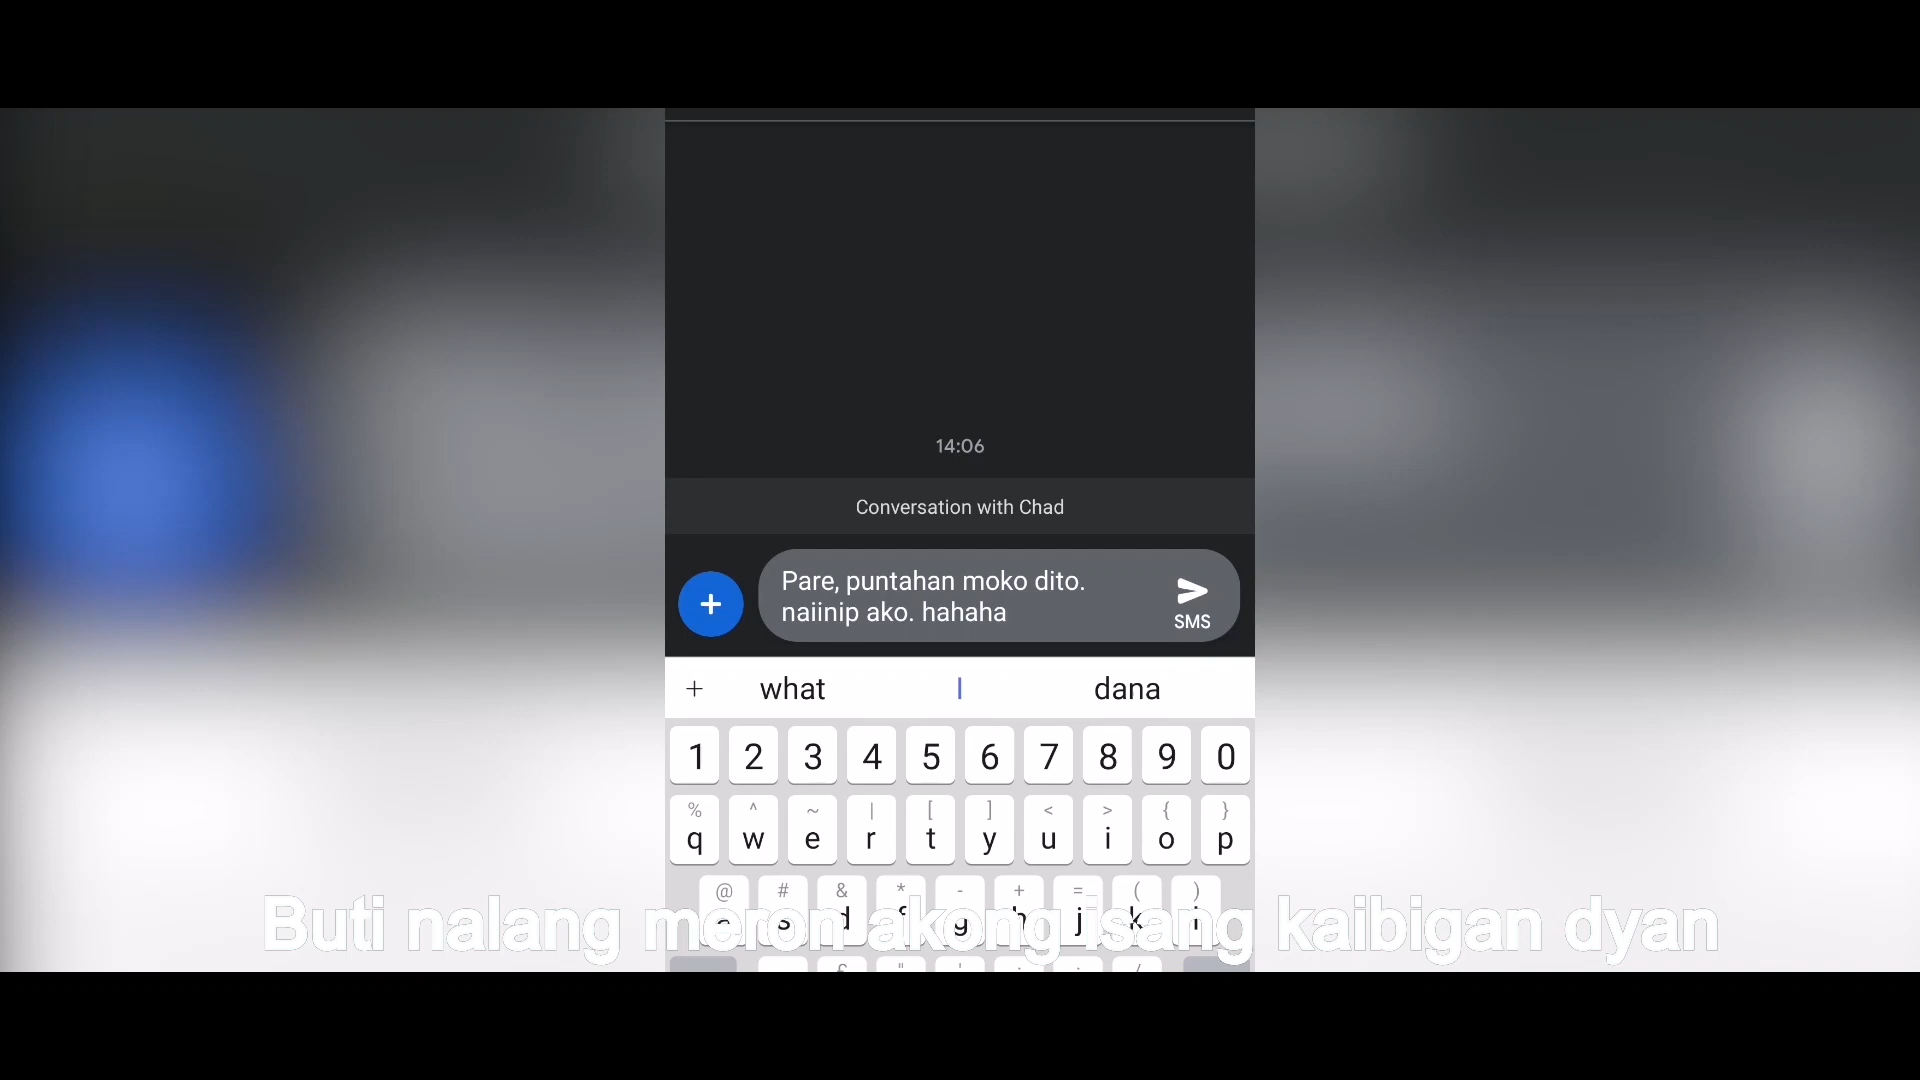 14:06
Conversation with Chad
Pare, puntahan moko dito.
naiinip ako. hahaha
SMS
+ what I dana
1 2 3 4 5 6 7 8 9 0
% ^ ~ | [ ] < > { }
q w e r t y u i o p
@ # & * - + = ( )
s d f g h j k l
Buti nalang meron akong isang kaibigan dyan